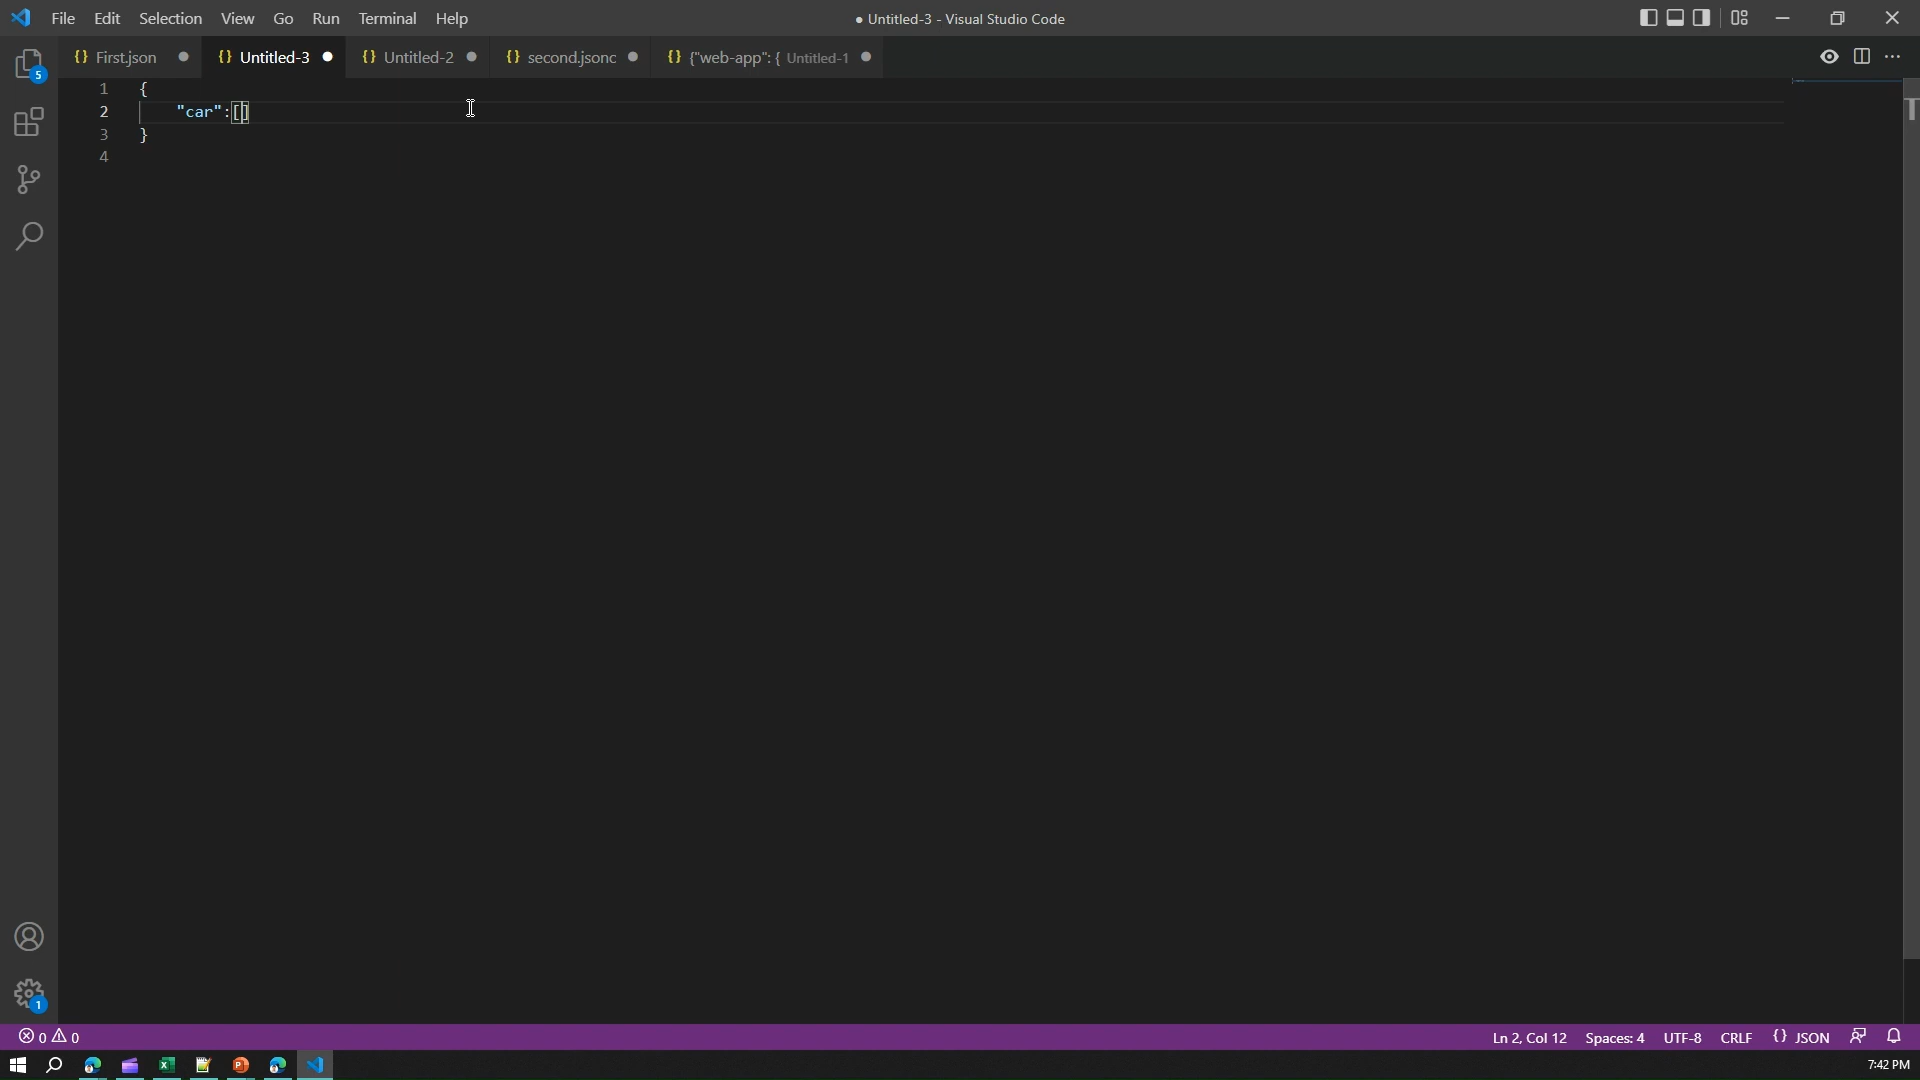 File Edit Selection View Go Run Terminal Help
● Untitled-3 - Visual Studio Code
{} First.json ● {} Untitled-3 ● {} Untitled-2 ● {} second.jsonc ● {} {"web-app": { Untitled-1 ●
5
1 {
2 "car":[]
3 }
4
1
0 0
Ln 2, Col 12 Spaces: 4 UTF-8 CRLF {} JSON
7:42 PM